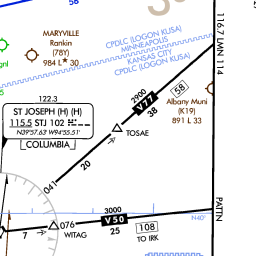 56
MARYVILLE
Rankin
(78Y)
984 L★30
CPDLC (LOGON KUSA)
MINNEAPOLIS
KANSAS CITY
CPDLC (LOGON KUSA)
116.7 LMN 114
122.3
ST JOSEPH (H) (H)
115.5 STJ 102
N39°57.63 W94°55.51'
COLUMBIA
2900
V777
38
58
Albany Muni
(K19)
891 L 33
TOSAE
20
041
PATTN
3000
V50
25
N40°
076
WITAG
7
108
TO IRK